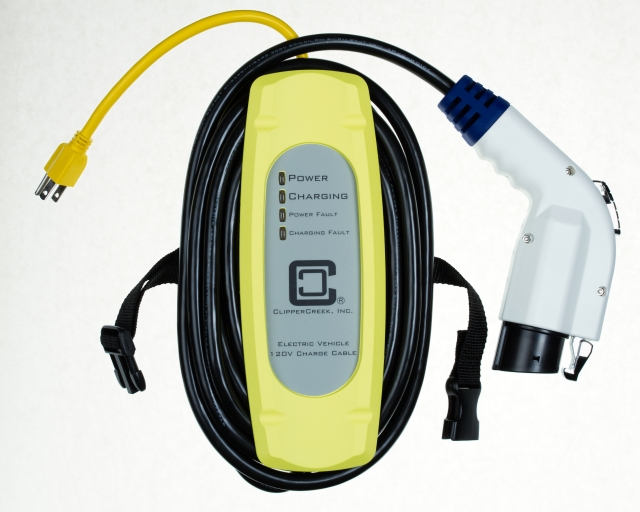 POWER
CHARGING
POWER FAULT
CHARGING FAULT
®
CLIPPERCREEK, INC.
ELECTRIC VEHICLE
120V CHARGE CABLE